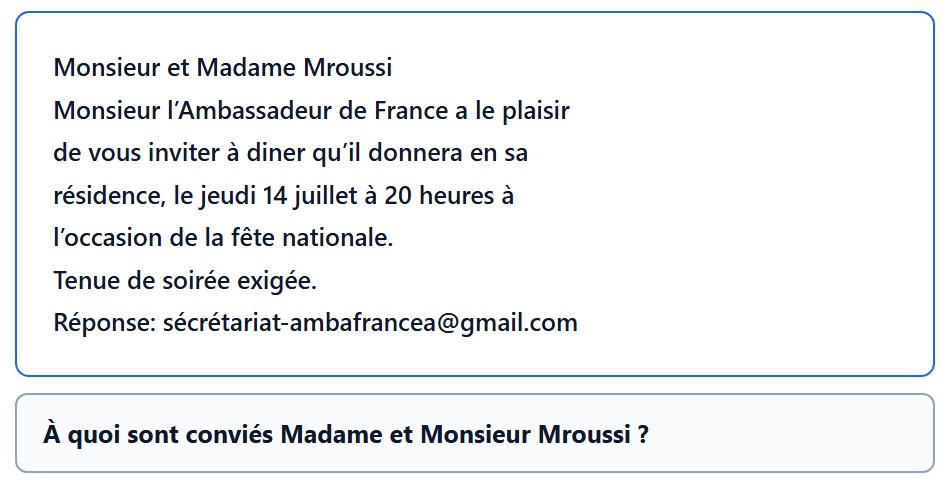 Monsieur et Madame Mroussi
Monsieur l’Ambassadeur de France a le plaisir
de vous inviter à diner qu’il donnera en sa
résidence, le jeudi 14 juillet à 20 heures à
l’occasion de la fête nationale.
Tenue de soirée exigée.
Réponse: sécrétariat-ambafrancea@gmail.com
À quoi sont conviés Madame et Monsieur Mroussi ?